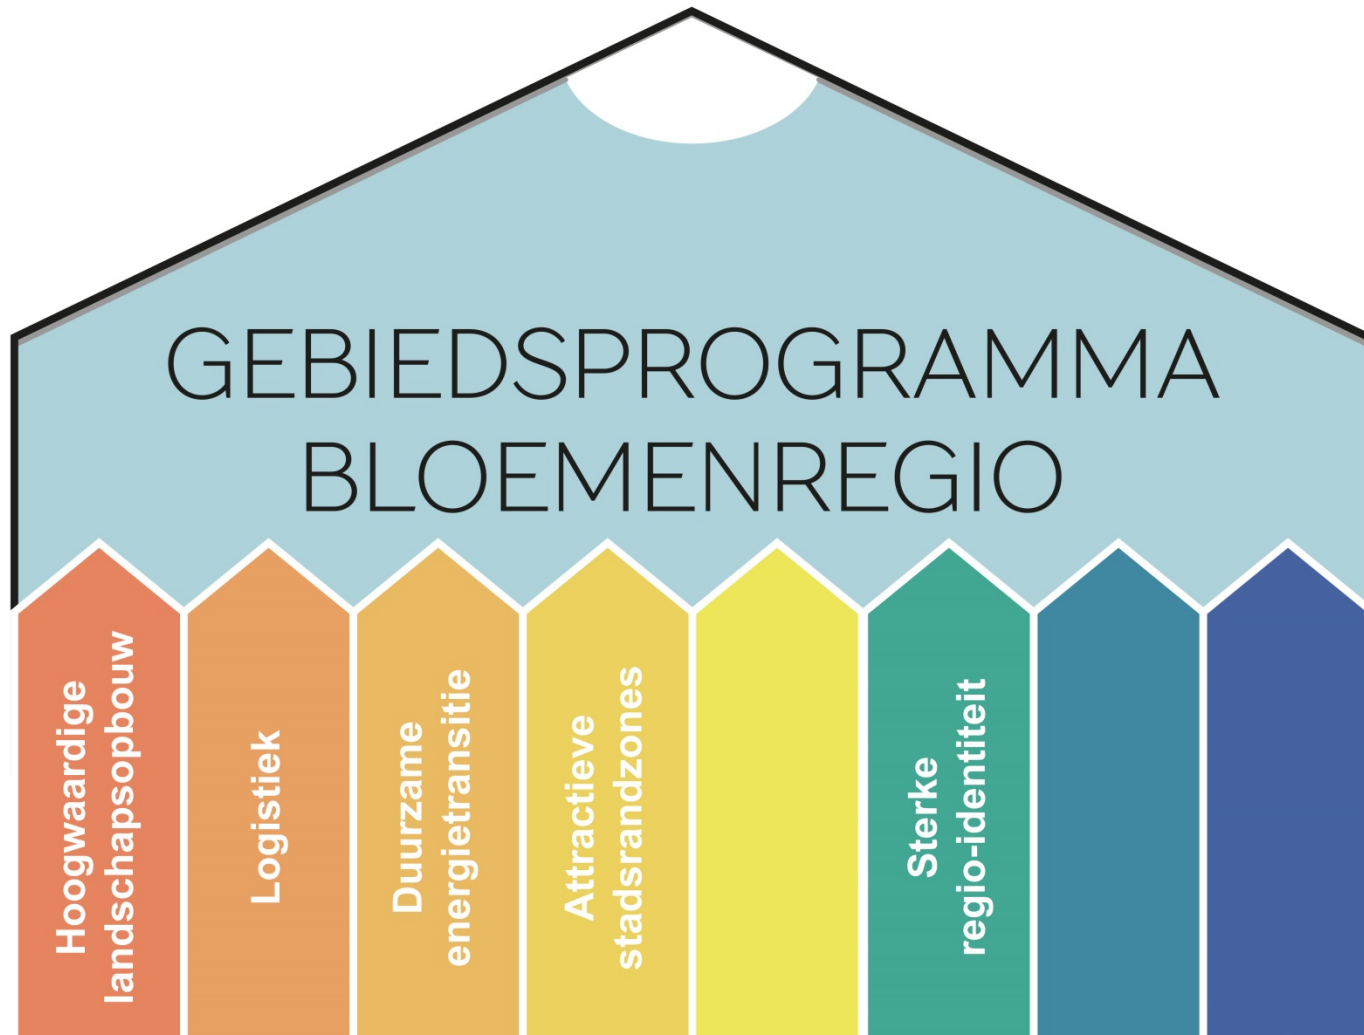 GEBIEDSPROGRAMMA
BLOEMENREGIO
Hoogwaardige
landschapsopbouw
Logistiek
Duurzame
energietransitie
Attractieve
stadsrandzones
Sterke
regio-identiteit